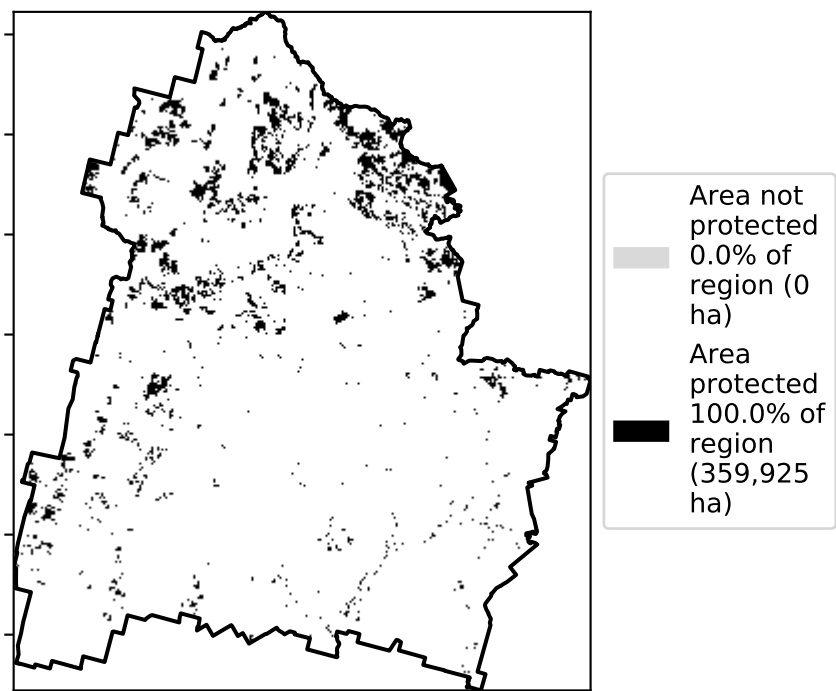 Area not
protected
0.0% of
region (0
ha)
Area
protected
100.0% of
region
(359,925
ha)